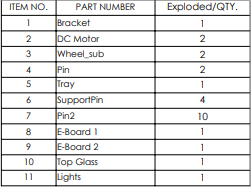 ITEM NO. PART NUMBER Exploded/QTY.
1 Bracket 1
2 DC Motor 2
3 Wheel_sub 2
4 Pin 2
5 Tray 1
6 SupportPin 4
7 Pin2 10
8 E-Board 1 1
9 E-Board 2 1
10 Top Glass 1
11 Lights 1